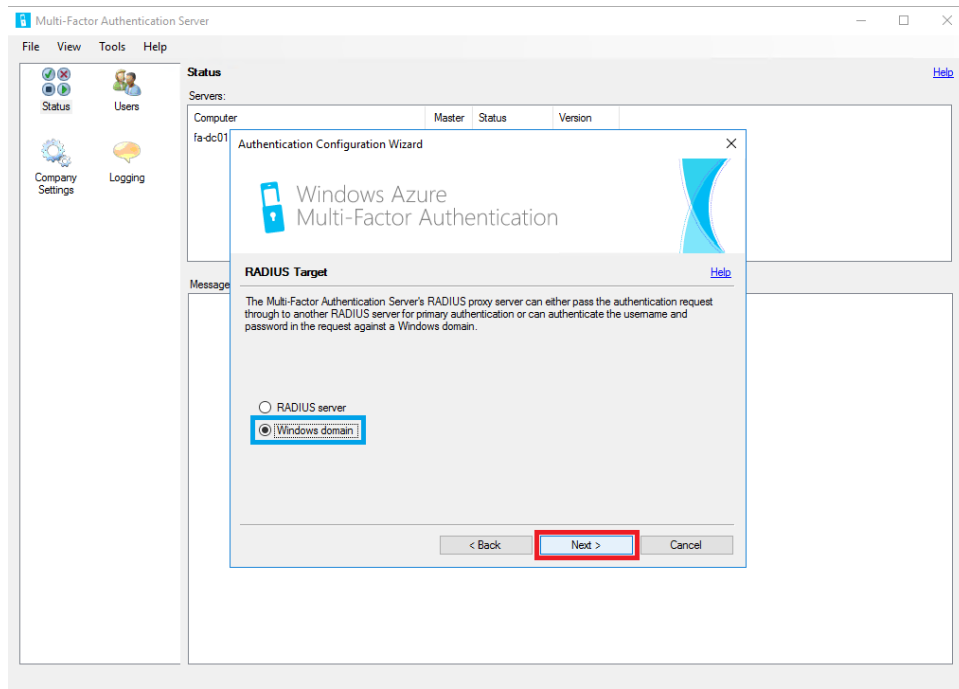 Multi-Factor Authentication Server
File View Tools Help
Status
Users
Company
Settings
Logging
Status
Help
Servers:
Computer Master Status Version
fa-dc01
Message
Authentication Configuration Wizard
Windows Azure
Multi-Factor Authentication
RADIUS Target
Help
The Multi-Factor Authentication Server's RADIUS proxy server can either pass the authentication request
through to another RADIUS server for primary authentication or can authenticate the username and
password in the request against a Windows domain.
RADIUS server
Windows domain
< Back
Next >
Cancel